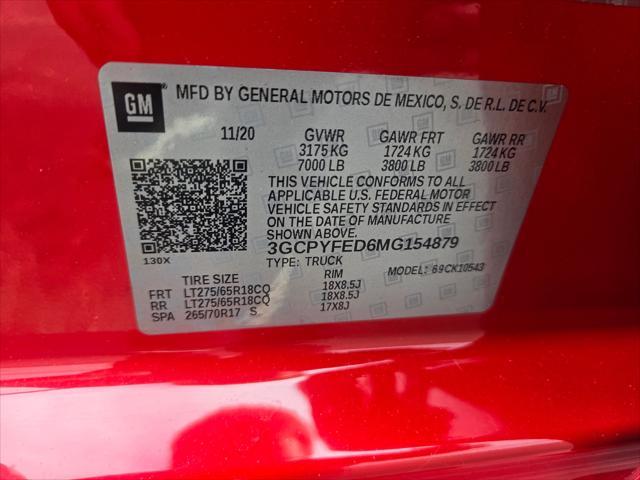 GM ® MFD BY GENERAL MOTORS DE MEXICO, S. DE R.L. DE C.V.
11/20 GVWR GAWR FRT GAWR RR
3175 KG 1724 KG 1724 KG
7000 LB 3800 LB 3800 LB
THIS VEHICLE CONFORMS TO ALL
APPLICABLE U.S. FEDERAL MOTOR
VEHICLE SAFETY STANDARDS IN EFFECT
ON THE DATE OF MANUFACTURE
3GCPYFED6MG154879
130X TYPE: TRUCK MODEL: 69CK10543
TIRE SIZE RIM
FRT LT275/65R18CQ 18X8.5J
RR LT275/65R18CQ 18X8.5J
SPA 265/70R17 S 17X8J